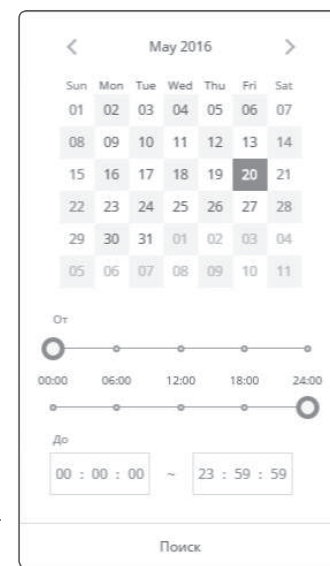 May 2016
Sun Mon Tue Wed Thu Fri Sat
01 02 03 04 05 06 07
08 09 10 11 12 13 14
15 16 17 18 19 20 21
22 23 24 25 26 27 28
29 30 31 01 02 03 04
05 06 07 08 09 10 11
От
00:00 06:00 12:00 18:00 24:00
До
00 : 00 : 00 ~ 23 : 59 : 59
Поиск